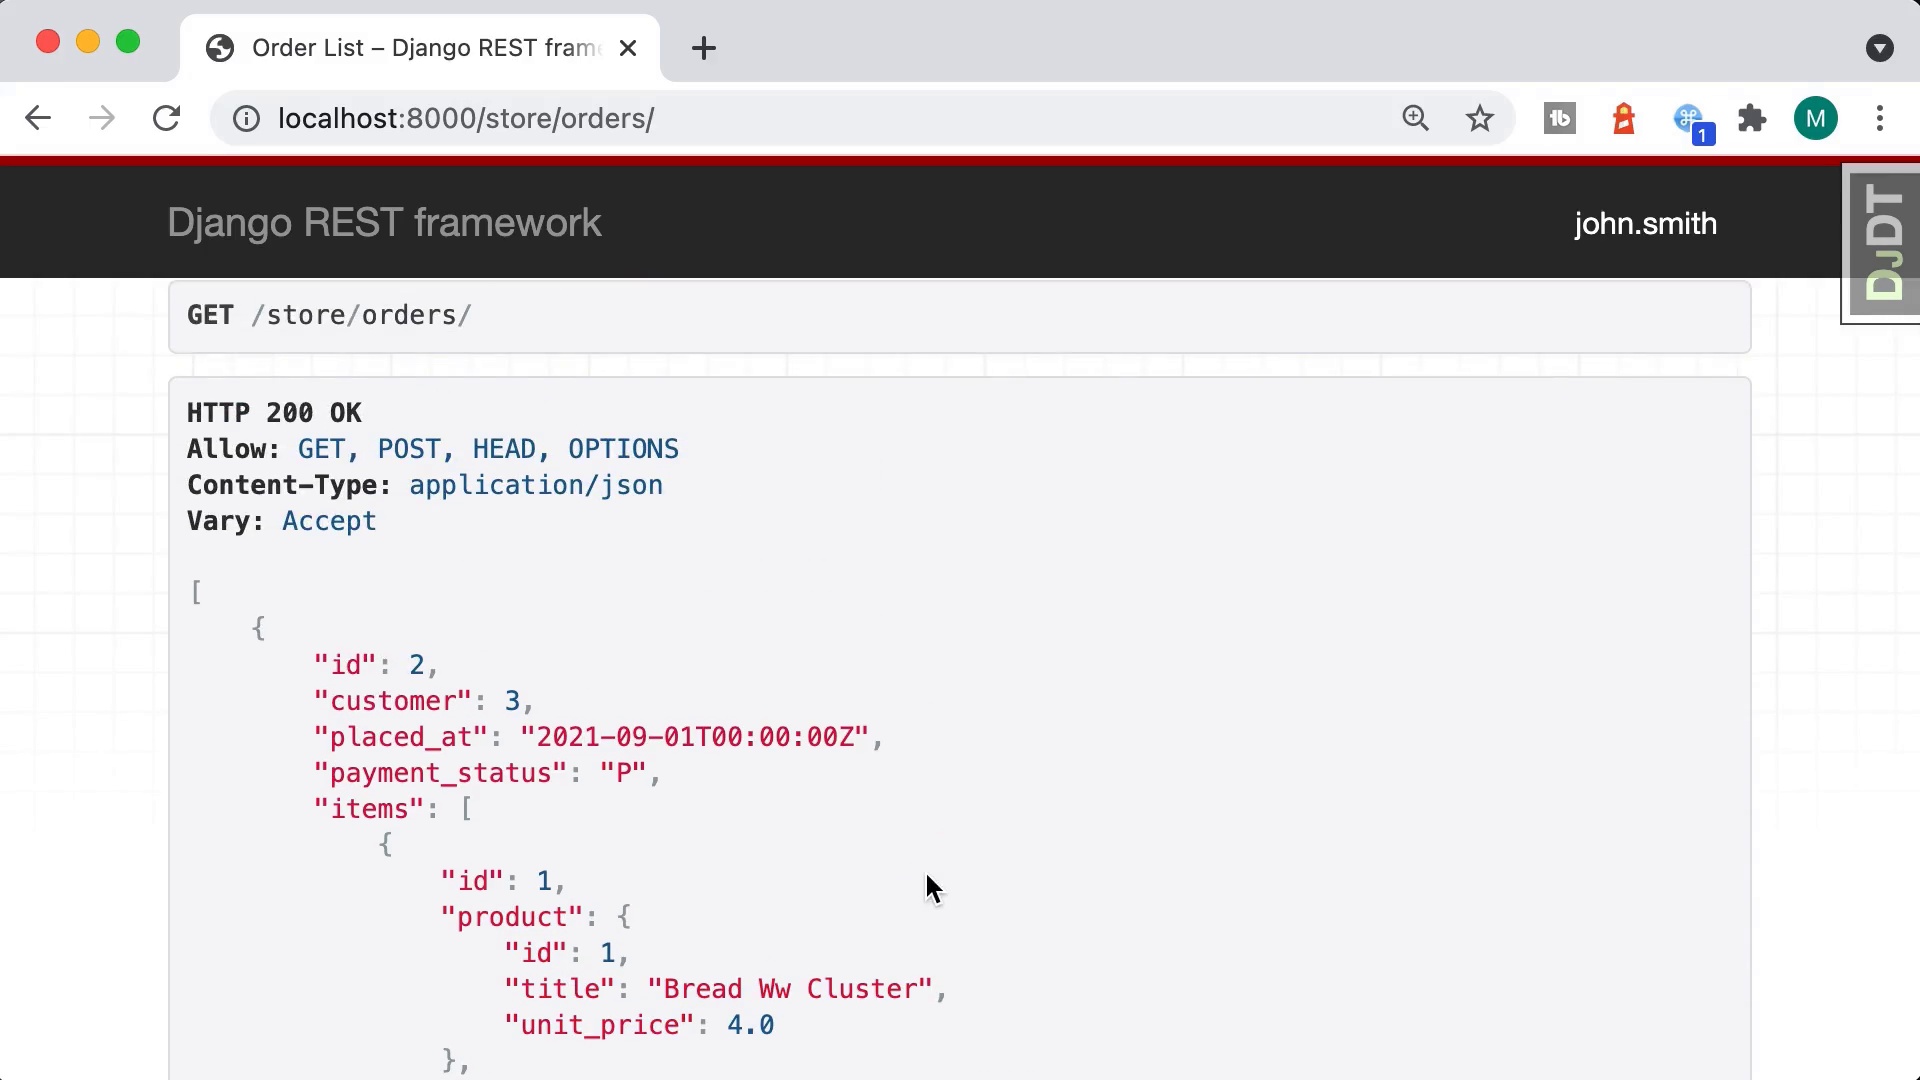 Order List – Django REST frame
localhost:8000/store/orders/
1
M
Django REST framework
john.smith
DJDT
GET /store/orders/
HTTP 200 OK
Allow: GET, POST, HEAD, OPTIONS
Content-Type: application/json
Vary: Accept
[
{
"id": 2,
"customer": 3,
"placed_at": "2021-09-01T00:00:00Z",
"payment_status": "P",
"items": [
{
"id": 1,
"product": {
"id": 1,
"title": "Bread Ww Cluster",
"unit_price": 4.0
},